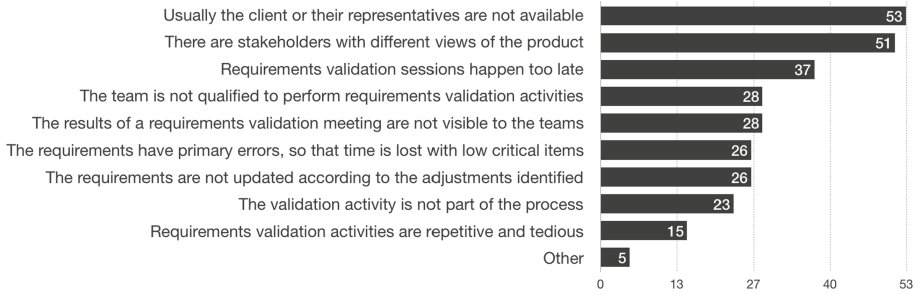 Usually the client or their representatives are not available 53
There are stakeholders with different views of the product 51
Requirements validation sessions happen too late 37
The team is not qualified to perform requirements validation activities 28
The results of a requirements validation meeting are not visible to the teams 28
The requirements have primary errors, so that time is lost with low critical items 26
The requirements are not updated according to the adjustments identified 26
The validation activity is not part of the process 23
Requirements validation activities are repetitive and tedious 15
Other 5
0 13 27 40 53